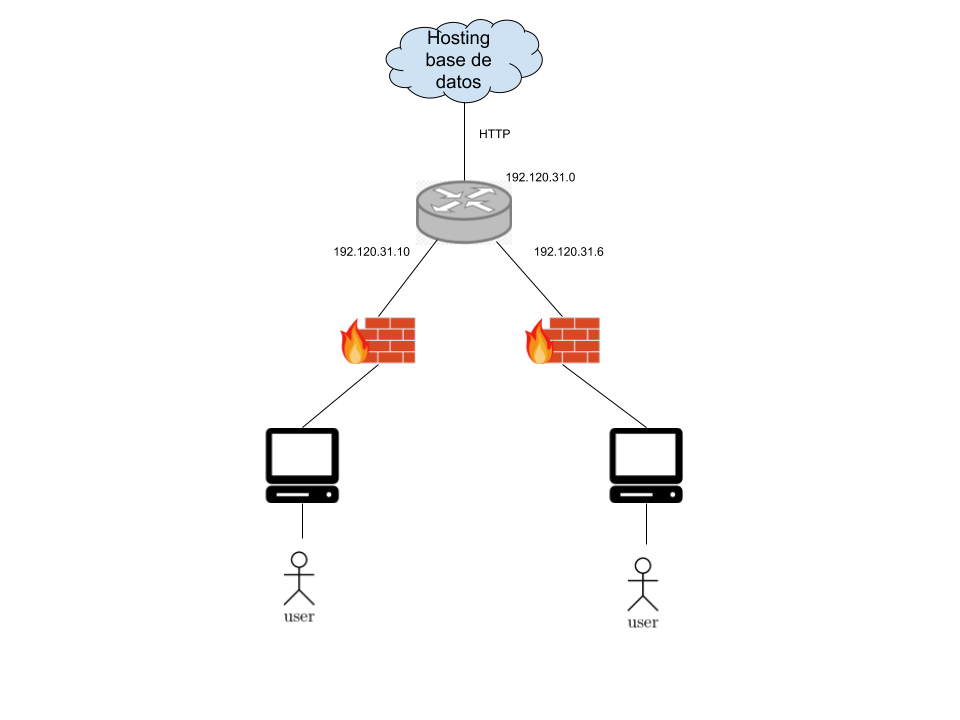 Hosting
base de
datos
HTTP
192.120.31.0
192.120.31.10
192.120.31.6
user
user